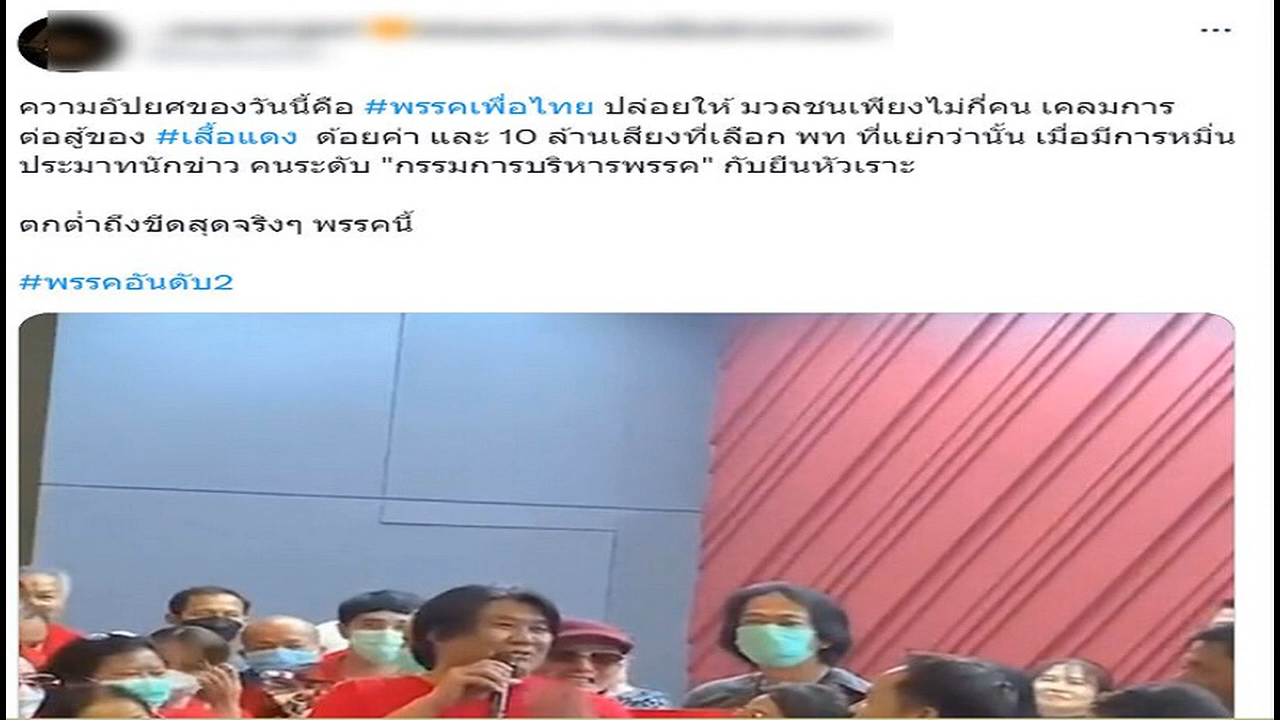 ความอัปยศของวันนี้คือ #พรรคเพื่อไทย ปล่อยให้ มวลชนเพียงไม่กี่คน เคลมการ
ต่อสู้ของ #เสื้อแดง ด้อยค่า และ 10 ล้านเสียงที่เลือก พท ที่แย่กว่านั้น เมื่อมีการหมิ่น
ประมาทนักข่าว คนระดับ "กรรมการบริหารพรรค" กับยืนหัวเราะ
ตกต่ำถึงขีดสุดจริงๆ พรรคนี้
#พรรคอันดับ2